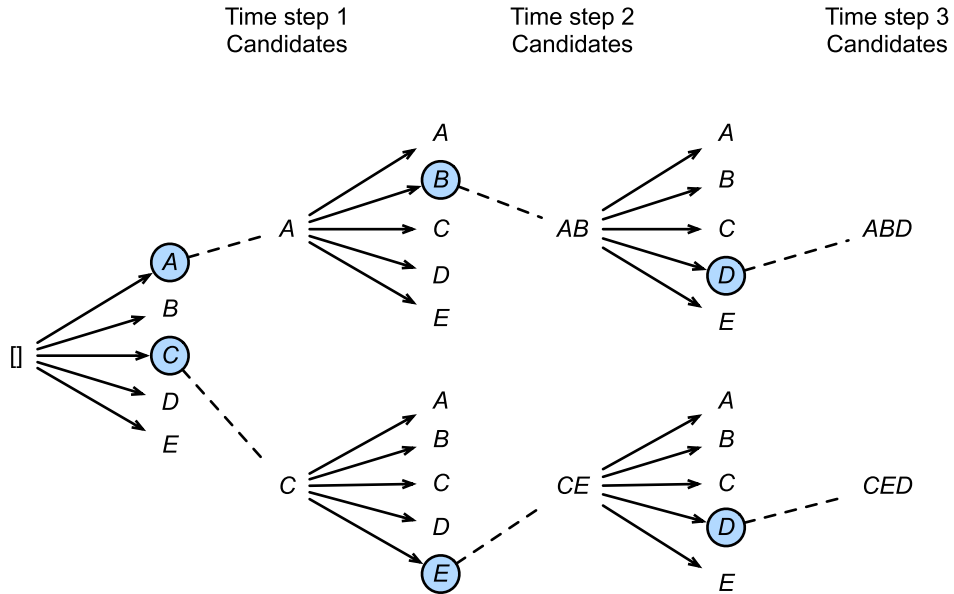 Time step 1
Candidates
Time step 2
Candidates
Time step 3
Candidates
[]
A
B
C
D
E
A
C
A
B
C
D
E
A
B
C
D
E
AB
CE
A
B
C
D
E
A
B
C
D
E
ABD
CED